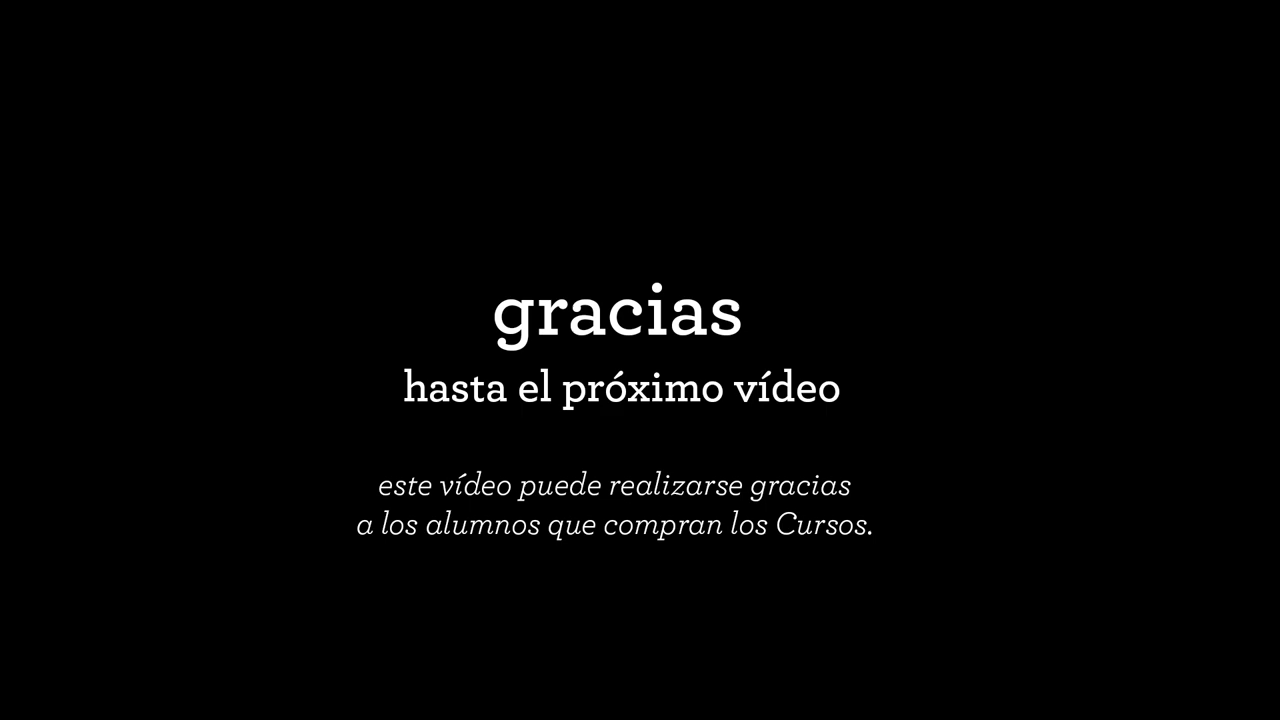 gracias
hasta el próximo vídeo
este vídeo puede realizarse gracias
a los alumnos que compran los Cursos.